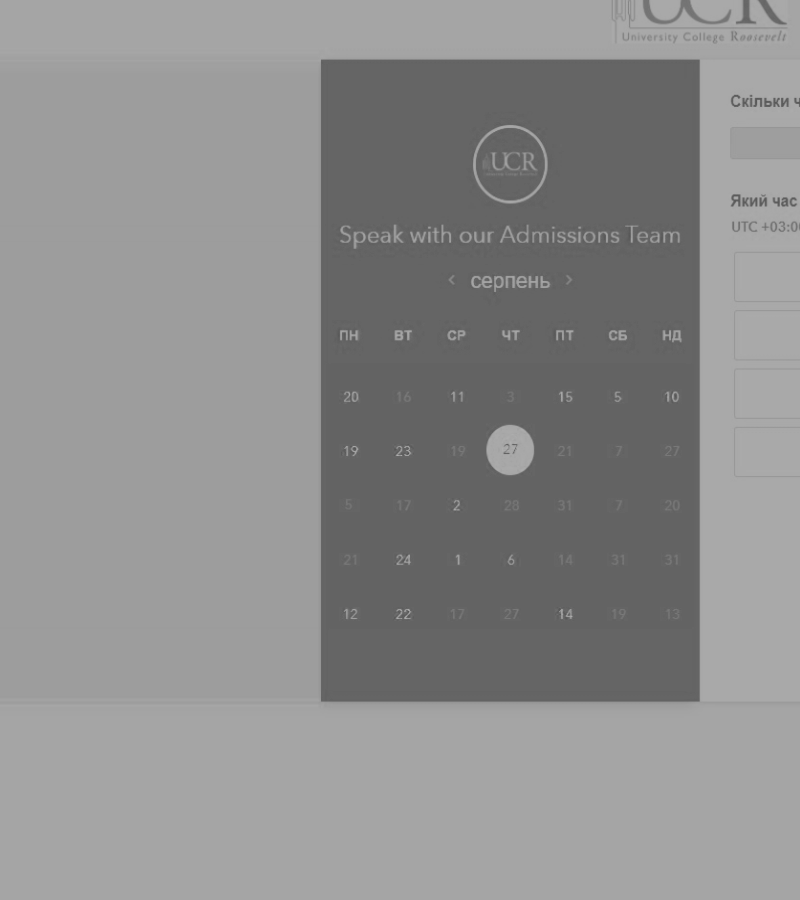 UCR
University College Roosevelt
Скільки ч
UCR
Який час
UTC +03:00
Speak with our Admissions Team
‹ серпень ›
ПН ВТ СР ЧТ ПТ СБ НД
20 16 11 3 15 5 10
19 23 19 27 21 7 27
5 17 2 28 31 7 20
21 24 1 6 14 31 31
12 22 17 27 14 19 13